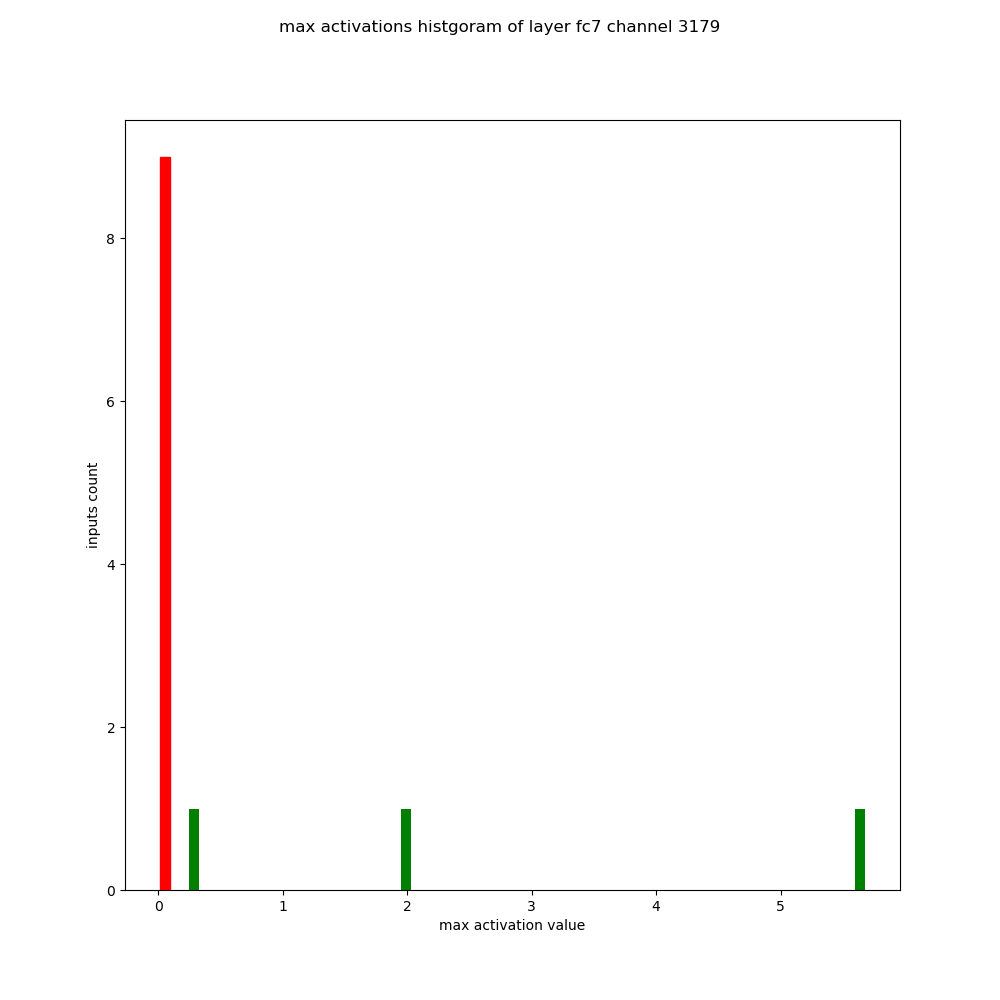 max activations histgoram of layer fc7 channel 3179
8
6
4
2
0
inputs count
0 1 2 3 4 5
max activation value